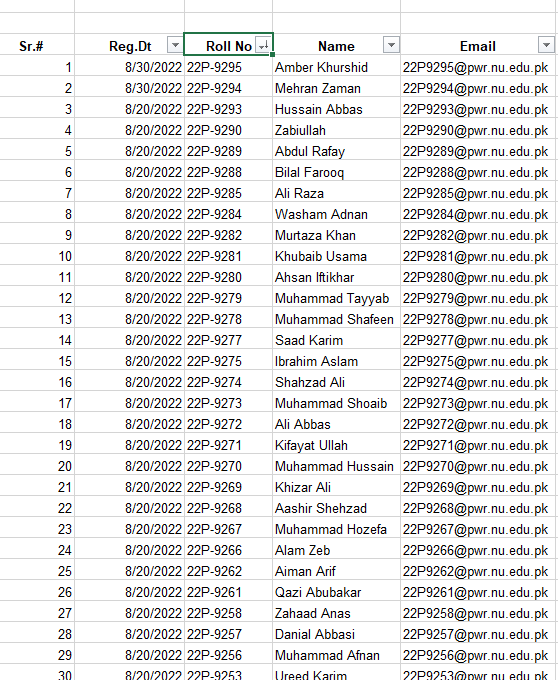 Sr.# Reg.Dt Roll No Name Email
1 8/30/2022 22P-9295 Amber Khurshid 22P9295@pwr.nu.edu.pk
2 8/30/2022 22P-9294 Mehran Zaman 22P9294@pwr.nu.edu.pk
3 8/20/2022 22P-9293 Hussain Abbas 22P9293@pwr.nu.edu.pk
4 8/20/2022 22P-9290 Zabiullah 22P9290@pwr.nu.edu.pk
5 8/20/2022 22P-9289 Abdul Rafay 22P9289@pwr.nu.edu.pk
6 8/20/2022 22P-9288 Bilal Farooq 22P9288@pwr.nu.edu.pk
7 8/20/2022 22P-9285 Ali Raza 22P9285@pwr.nu.edu.pk
8 8/20/2022 22P-9284 Washam Adnan 22P9284@pwr.nu.edu.pk
9 8/20/2022 22P-9282 Murtaza Khan 22P9282@pwr.nu.edu.pk
10 8/20/2022 22P-9281 Khubaib Usama 22P9281@pwr.nu.edu.pk
11 8/20/2022 22P-9280 Ahsan Iftikhar 22P9280@pwr.nu.edu.pk
12 8/20/2022 22P-9279 Muhammad Tayyab 22P9279@pwr.nu.edu.pk
13 8/20/2022 22P-9278 Muhammad Shafeen 22P9278@pwr.nu.edu.pk
14 8/20/2022 22P-9277 Saad Karim 22P9277@pwr.nu.edu.pk
15 8/20/2022 22P-9275 Ibrahim Aslam 22P9275@pwr.nu.edu.pk
16 8/20/2022 22P-9274 Shahzad Ali 22P9274@pwr.nu.edu.pk
17 8/20/2022 22P-9273 Muhammad Shoaib 22P9273@pwr.nu.edu.pk
18 8/20/2022 22P-9272 Ali Abbas 22P9272@pwr.nu.edu.pk
19 8/20/2022 22P-9271 Kifayat Ullah 22P9271@pwr.nu.edu.pk
20 8/20/2022 22P-9270 Muhammad Hussain 22P9270@pwr.nu.edu.pk
21 8/20/2022 22P-9269 Khizar Ali 22P9269@pwr.nu.edu.pk
22 8/20/2022 22P-9268 Aashir Shehzad 22P9268@pwr.nu.edu.pk
23 8/20/2022 22P-9267 Muhammad Hozefa 22P9267@pwr.nu.edu.pk
24 8/20/2022 22P-9266 Alam Zeb 22P9266@pwr.nu.edu.pk
25 8/20/2022 22P-9262 Aiman Arif 22P9262@pwr.nu.edu.pk
26 8/20/2022 22P-9261 Qazi Abubakar 22P9261@pwr.nu.edu.pk
27 8/20/2022 22P-9258 Zahaad Anas 22P9258@pwr.nu.edu.pk
28 8/20/2022 22P-9257 Danial Abbasi 22P9257@pwr.nu.edu.pk
29 8/20/2022 22P-9256 Muhammad Afnan 22P9256@pwr.nu.edu.pk
30 8/20/2022 22P-9253 Ureed Karim 22P9253@pwr.nu.edu.pk